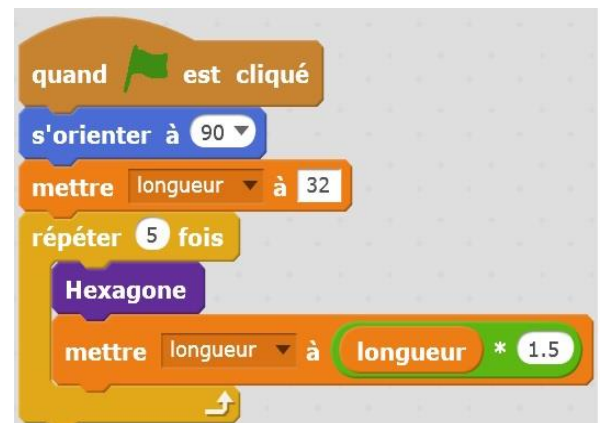 quand est cliqué
s'orienter à 90
mettre longueur à 32
répéter 5 fois
Hexagone
mettre longueur à longueur * 1.5